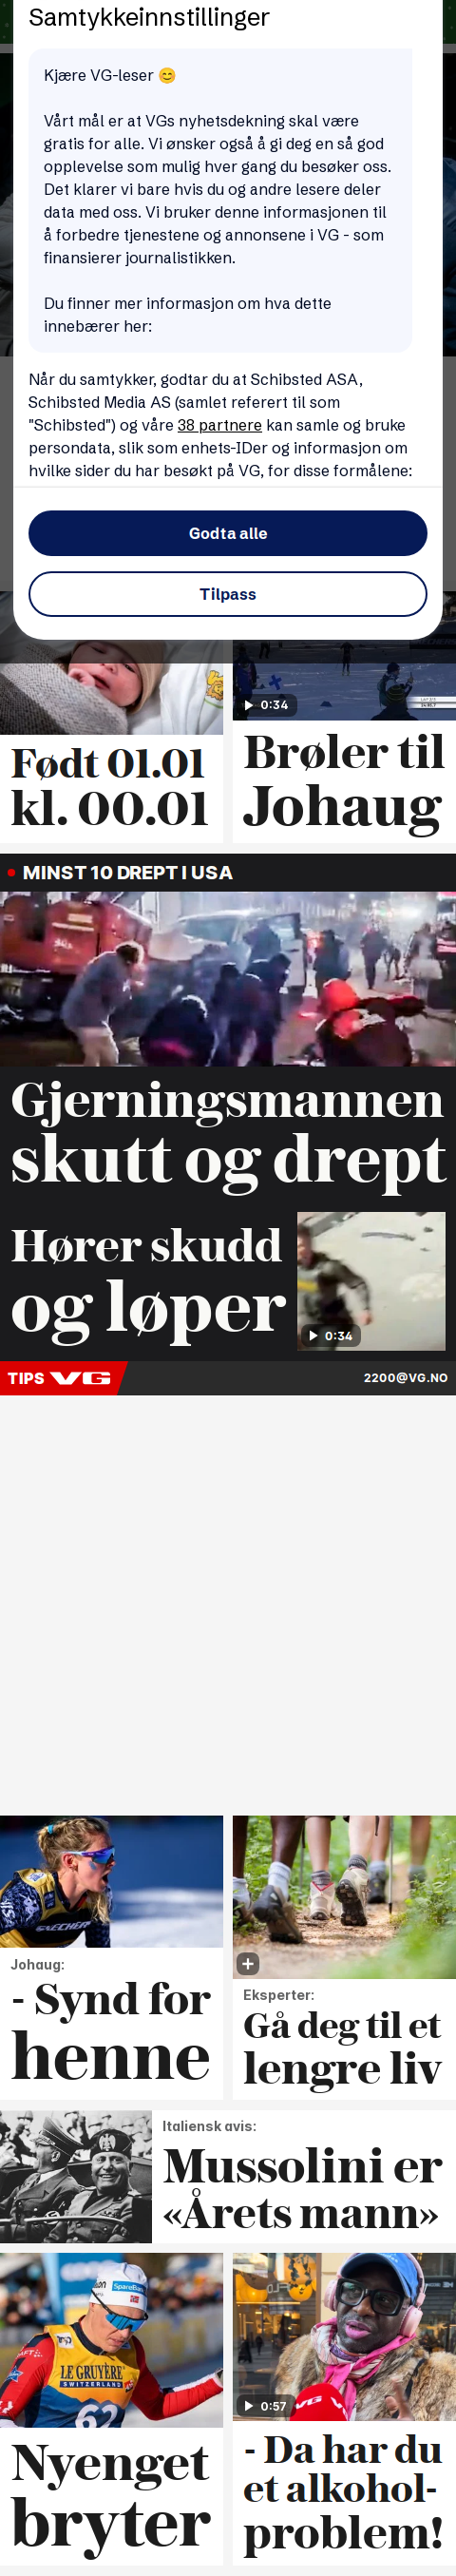 Samtykkeinnstillinger
Kjære VG-leser 😊
Vårt mål er at VGs nyhetsdekning skal være
gratis for alle. Vi ønsker også å gi deg en så god
opplevelse som mulig hver gang du besøker oss.
Det klarer vi bare hvis du og andre lesere deler
data med oss. Vi bruker denne informasjonen til
å forbedre tjenestene og annonsene i VG - som
finansierer journalistikken.
Du finner mer informasjon om hva dette
innebærer her:
Når du samtykker, godtar du at Schibsted ASA,
Schibsted Media AS (samlet referert til som
"Schibsted") og våre 38 partnere kan samle og bruke
persondata, slik som enhets-IDer og informasjon om
hvilke sider du har besøkt på VG, for disse formålene:
Godta alle
Tilpass
0:34
Født 01.01
kl. 00.01
Brøler til
Johaug
MINST 10 DREPT I USA
Gjerningsmannen
skutt og drept
Hører skudd
og løper
0:34
TIPS VG
2200@VG.NO
Johaug:
- Synd for
henne
Eksperter:
Gå deg til et
lengre liv
Italiensk avis:
Mussolini er
«Årets mann»
LE GRUYÈRE
SWITZERLAND
62
Nyenget
bryter
0:57
VG
- Da har du
et alkohol-
problem!